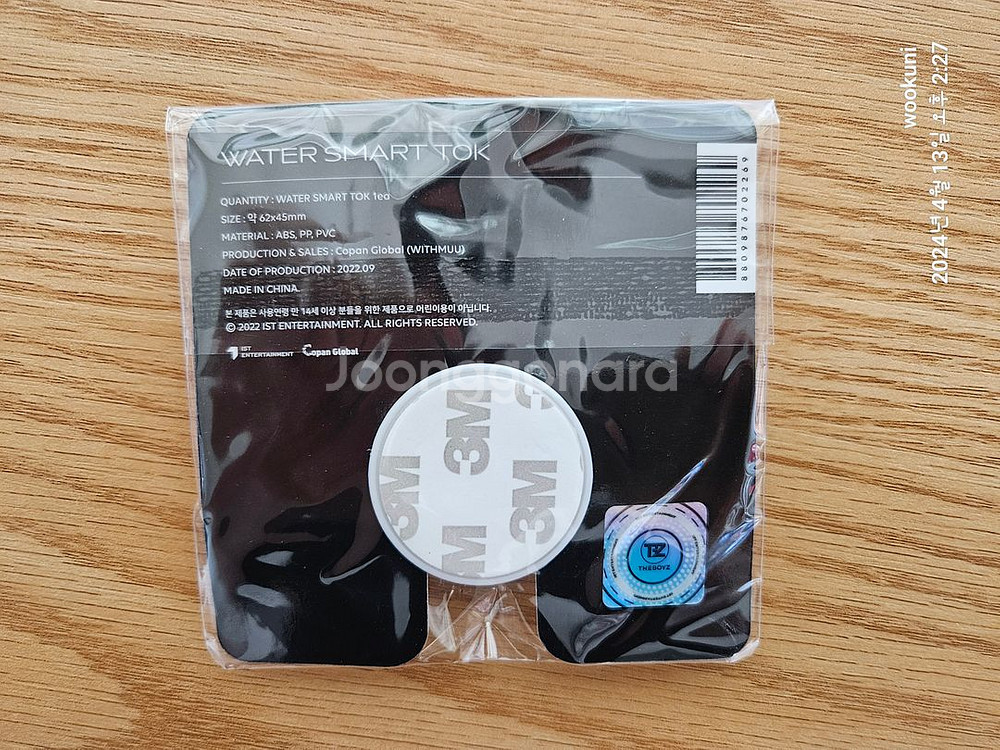 WATER SMART TOK
QUANTITY : WATER SMART TOK 1ea
SIZE : 약 62x45mm
MATERIAL : ABS, PP, PVC
PRODUCTION & SALES : Copan Global (WITHMUU)
DATE OF PRODUCTION : 2022.09
MADE IN CHINA.
본 제품은 사용연령 만 14세 이상 분들을 위한 제품으로 어린이용이 아닙니다.
© 2022 IST ENTERTAINMENT. ALL RIGHTS RESERVED.
IST ENTERTAINMENT Copan Global
8809876702269
Joonggonara
3M 3M
3M 3M
THEBOYZ
wookuni
2024년 4월 13일 오후 2:27